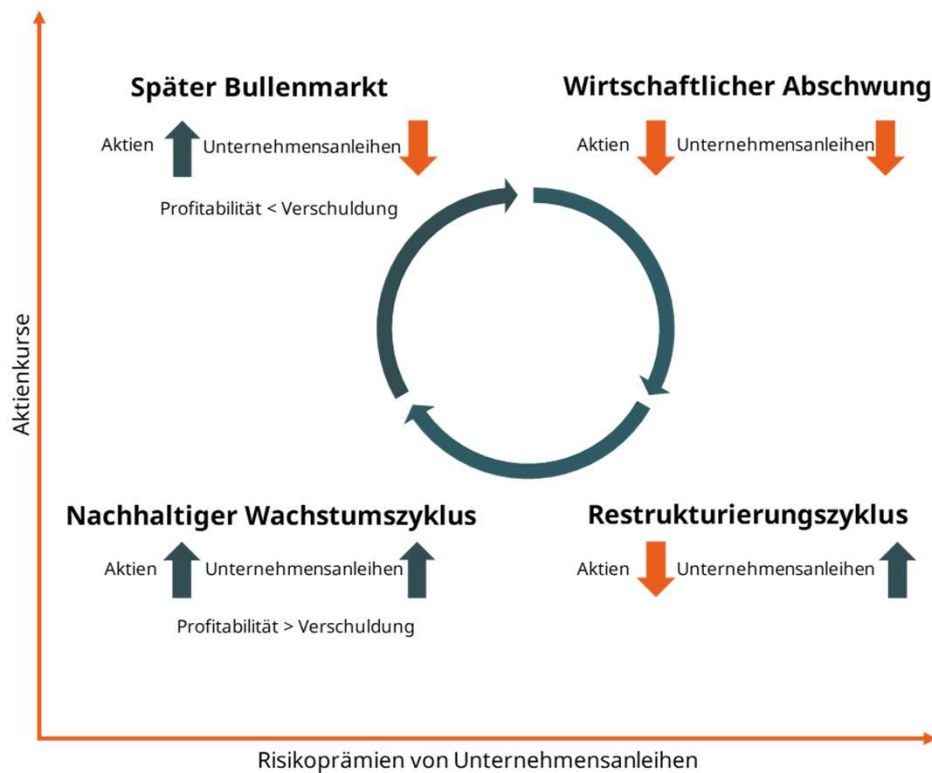 Später Bullenmarkt
Wirtschaftlicher Abschwung
Aktien
Unternehmensanleihen
Aktien
Unternehmensanleihen
Profitabilität < Verschuldung
Aktienkurse
Nachhaltiger Wachstumszyklus
Restrukturierungszyklus
Aktien
Unternehmensanleihen
Aktien
Unternehmensanleihen
Profitabilität > Verschuldung
Risikoprämien von Unternehmensanleihen